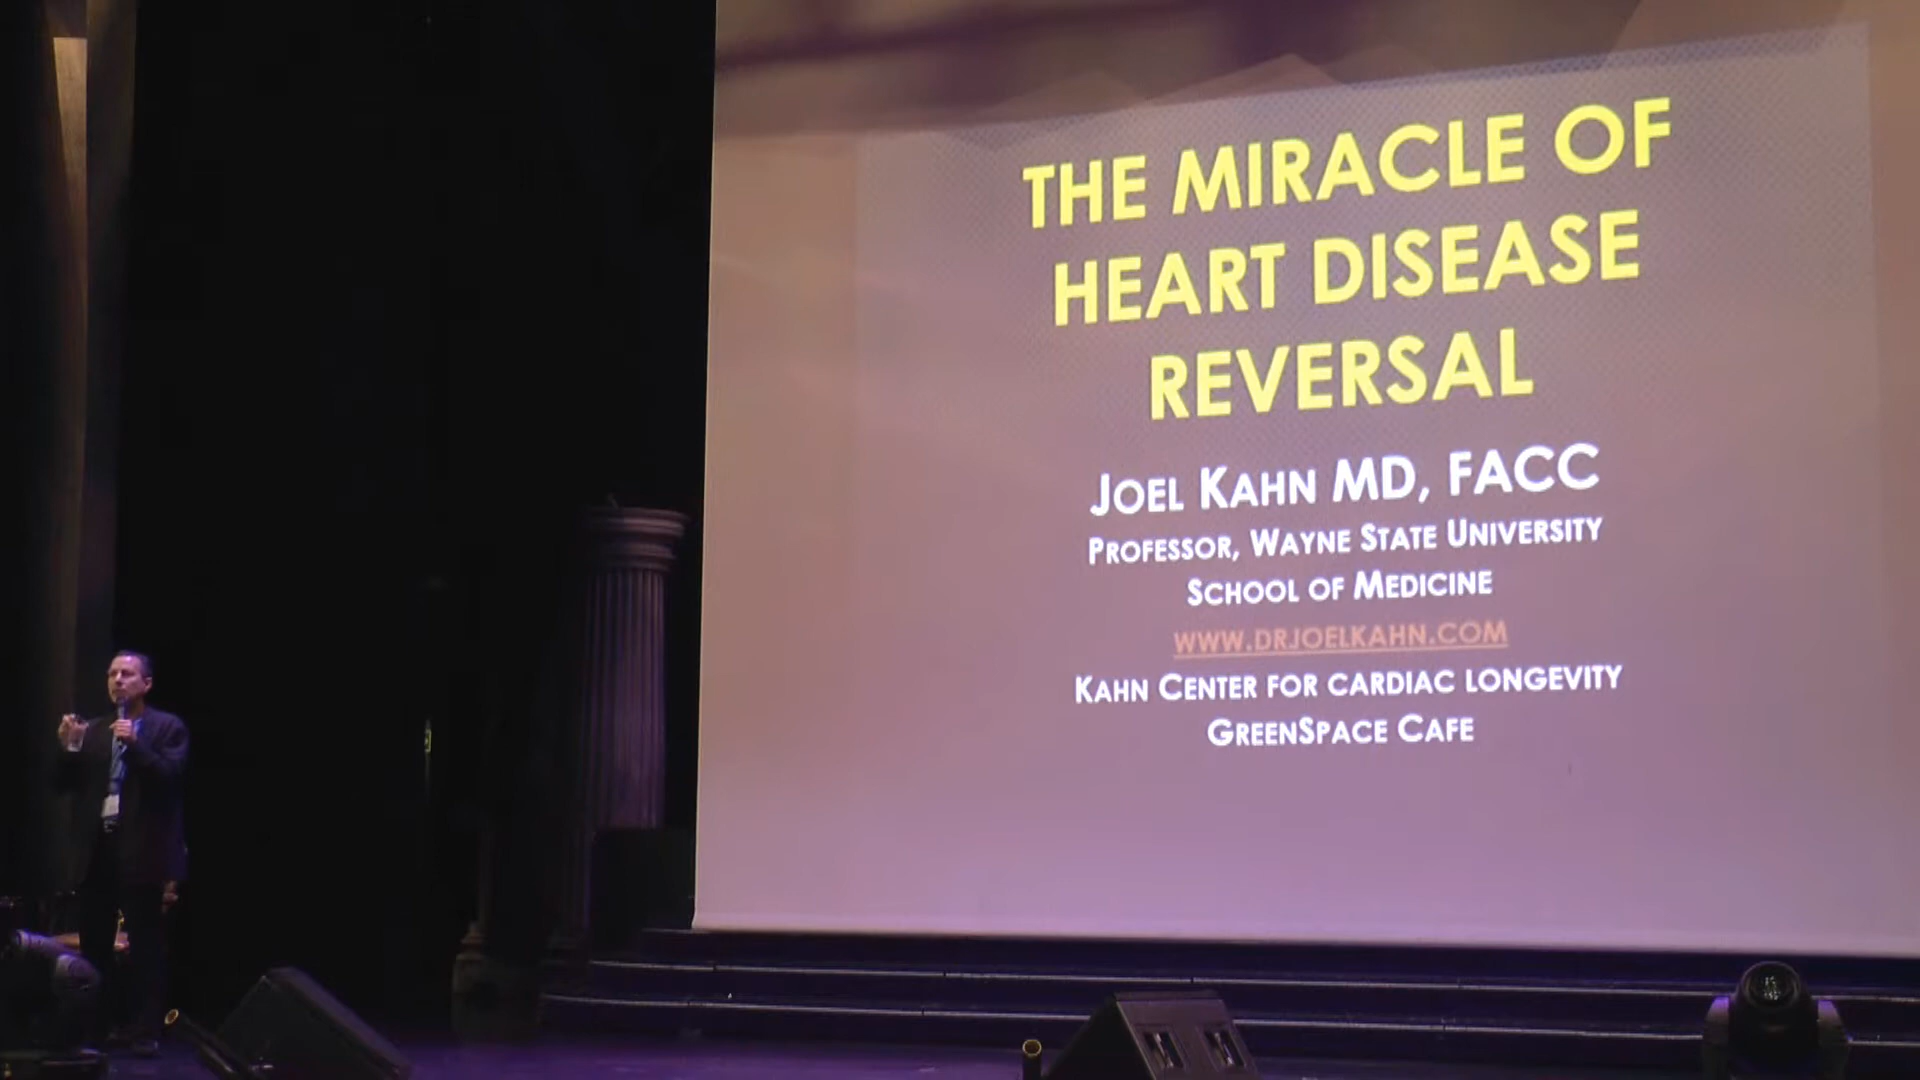 THE MIRACLE OF
HEART DISEASE
REVERSAL
JOEL KAHN MD, FACC
PROFESSOR, WAYNE STATE UNIVERSITY
SCHOOL OF MEDICINE
WWW.DRJOELKAHN.COM
KAHN CENTER FOR CARDIAC LONGEVITY
GREENSPACE CAFE